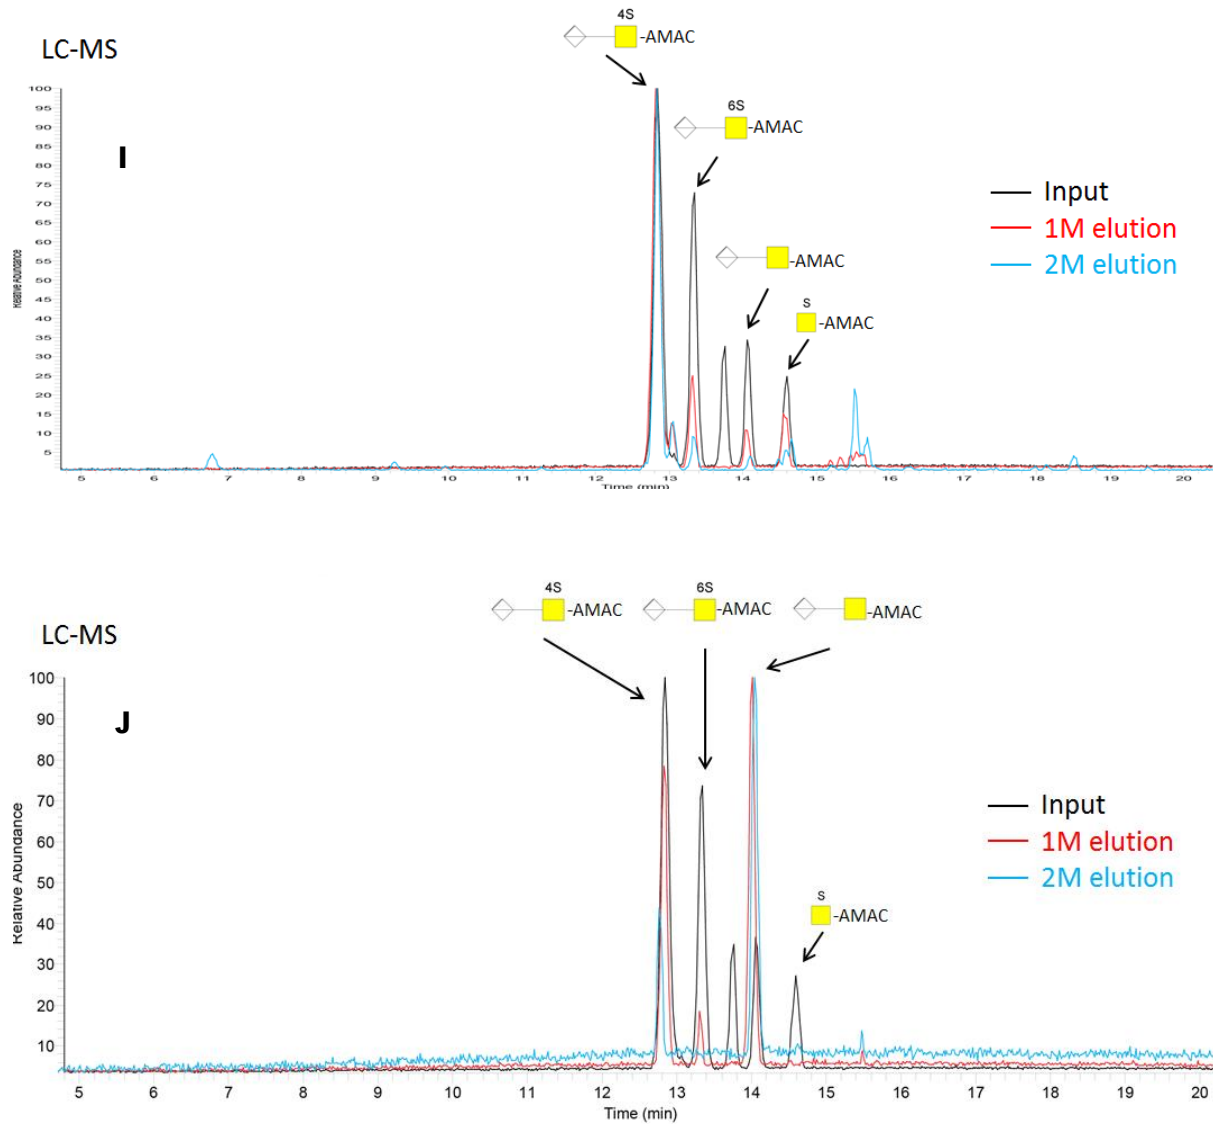 4S
-AMAC
LC-MS
6S
-AMAC
I
Input
1M elution
2M elution
-AMAC
S
-AMAC
100
95
90
85
80
75
70
65
60
55
50
45
40
35
30
25
20
15
10
5
Relative Abundance
5 6 7 8 9 10 11 12 13 14 15 16 17 18 19 20
Time (min)
4S 6S
-AMAC -AMAC -AMAC
LC-MS
J
Input
1M elution
2M elution
S
-AMAC
100
90
80
70
60
50
40
30
20
10
Relative Abundance
5 6 7 8 9 10 11 12 13 14 15 16 17 18 19 20
Time (min)